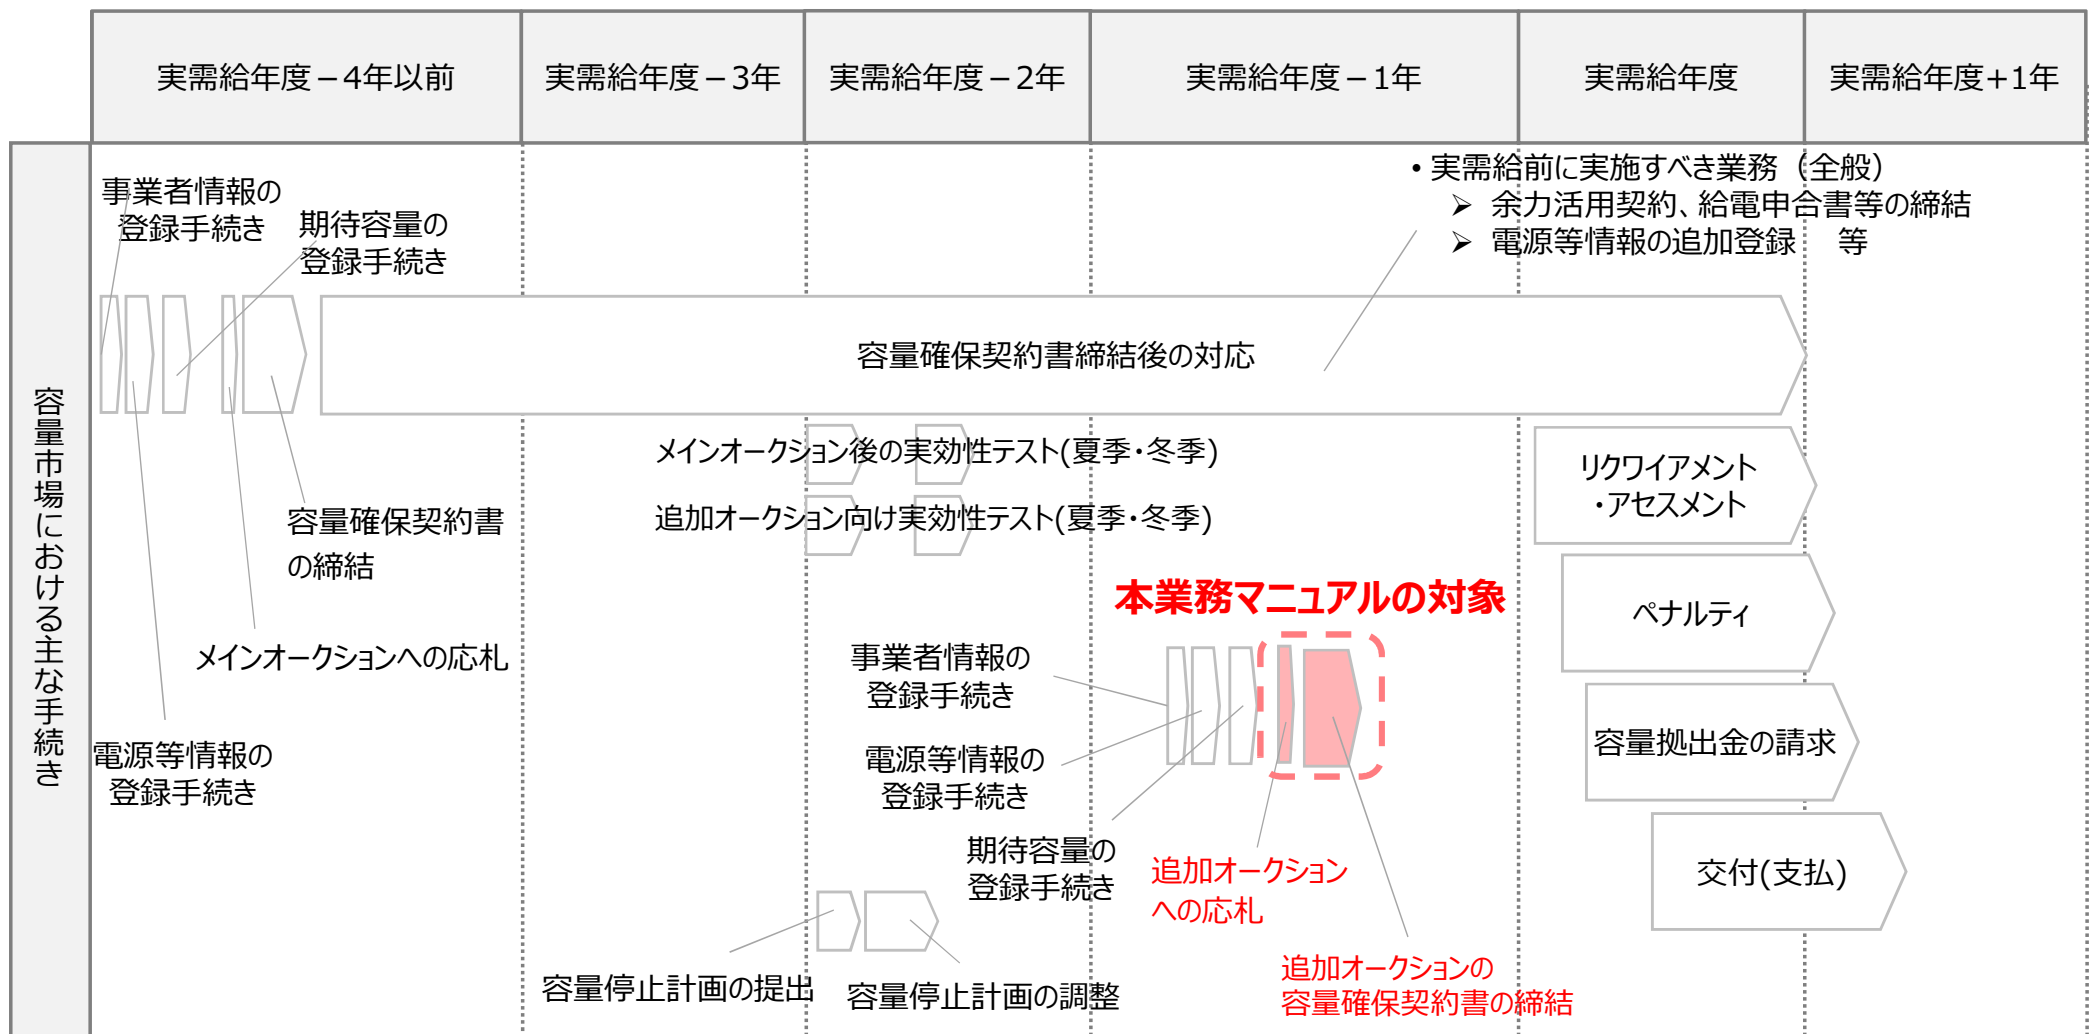 実需給年度－4年以前
実需給年度－3年
実需給年度－2年
実需給年度－1年
実需給年度
実需給年度+1年
容量市場における主な手続き
事業者情報の
登録手続き
期待容量の
登録手続き
• 実需給前に実施すべき業務（全般）
➢ 余力活用契約、給電申合書等の締結
➢ 電源等情報の追加登録　等
容量確保契約書締結後の対応
メインオークション後の実効性テスト(夏季・冬季)
追加オークション向け実効性テスト(夏季・冬季)
リクワイアメント
・アセスメント
容量確保契約書
の締結
本業務マニュアルの対象
ペナルティ
メインオークションへの応札
事業者情報の
登録手続き
電源等情報の
登録手続き
電源等情報の
登録手続き
容量拠出金の請求
期待容量の
登録手続き
追加オークション
への応札
交付(支払)
容量停止計画の提出
容量停止計画の調整
追加オークションの
容量確保契約書の締結